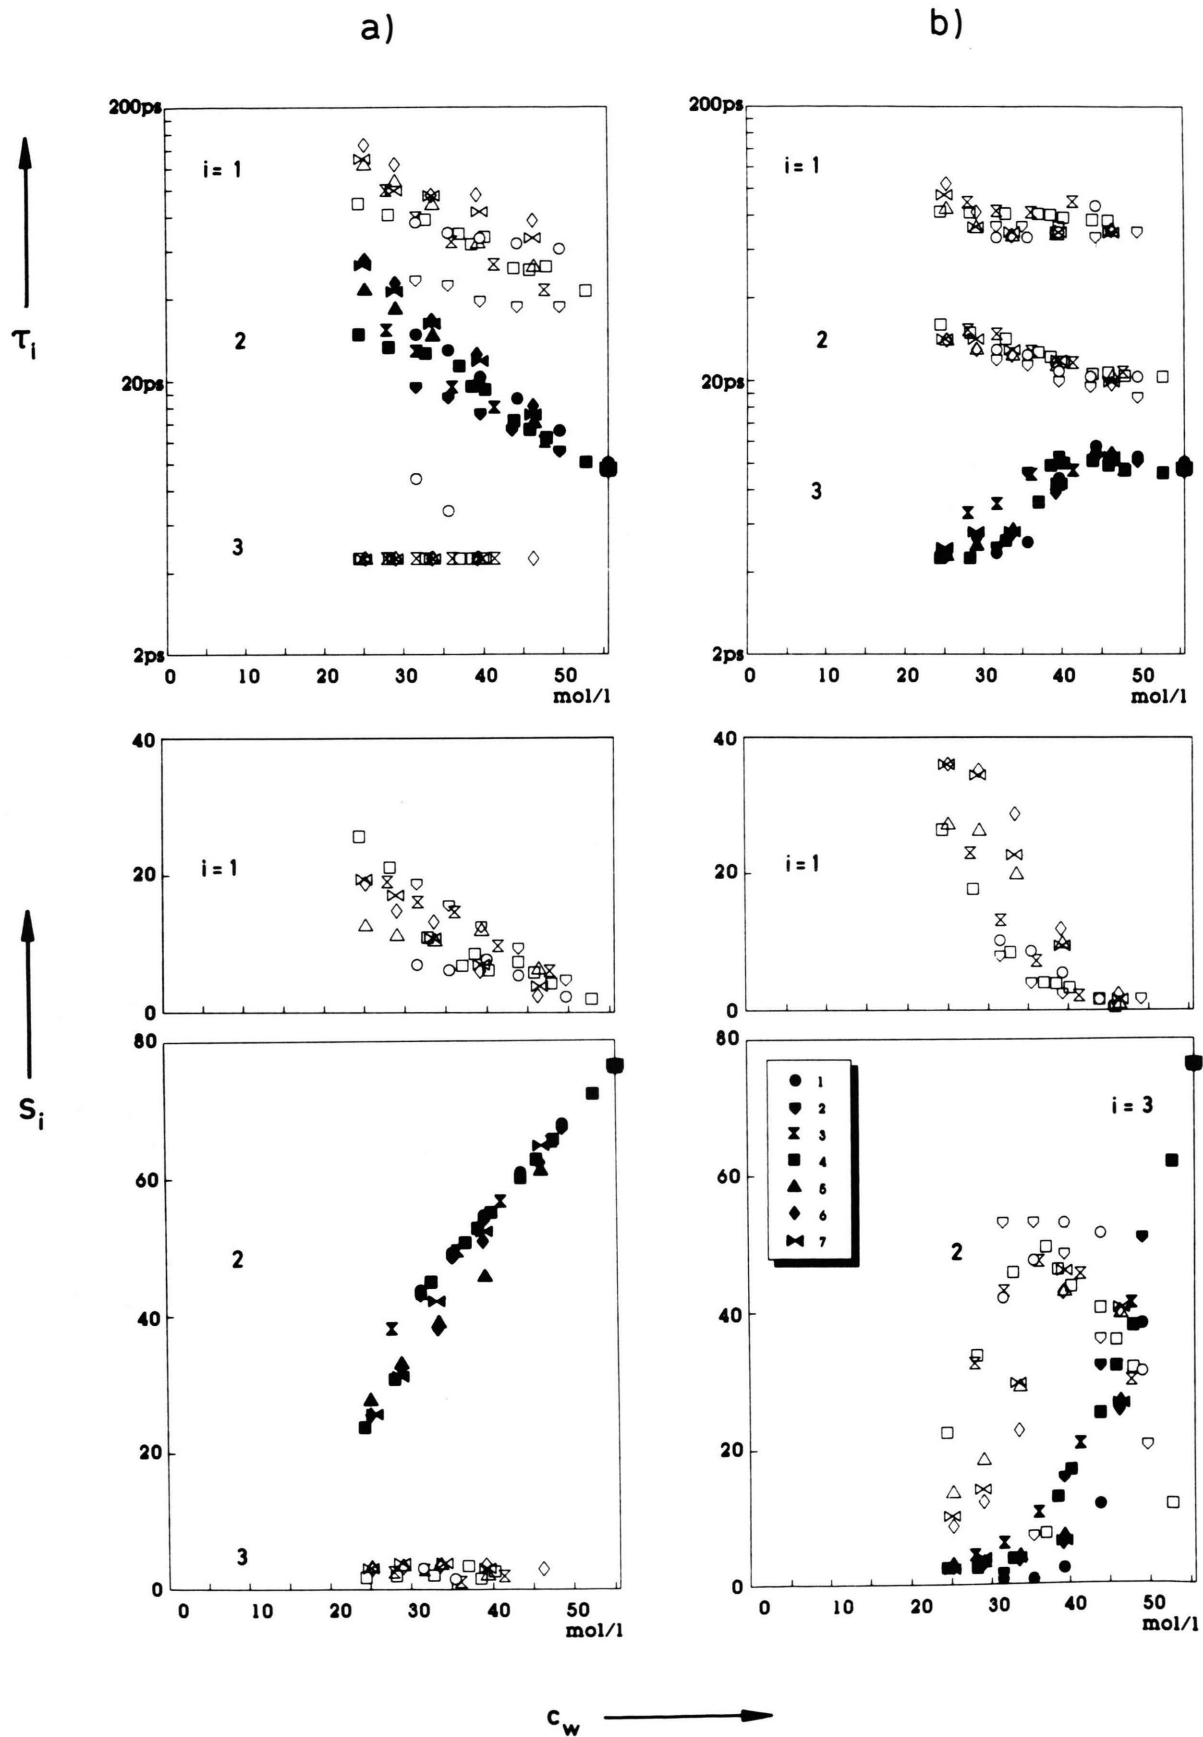 a) b)
200ps 200ps
i = 1 i = 1
τi 2 2
20ps 20ps
3 3
2ps 2ps
0 10 20 30 40 50 0 10 20 30 40 50
mol/l mol/l
40 40
i = 1 i = 1
20 20
0 0
80 80
1
2
3
4
5
6
7
i = 3
si
60 60
2 2
40 40
20 20
3
0 0
0 10 20 30 40 50 0 10 20 30 40 50
mol/l mol/l
cw